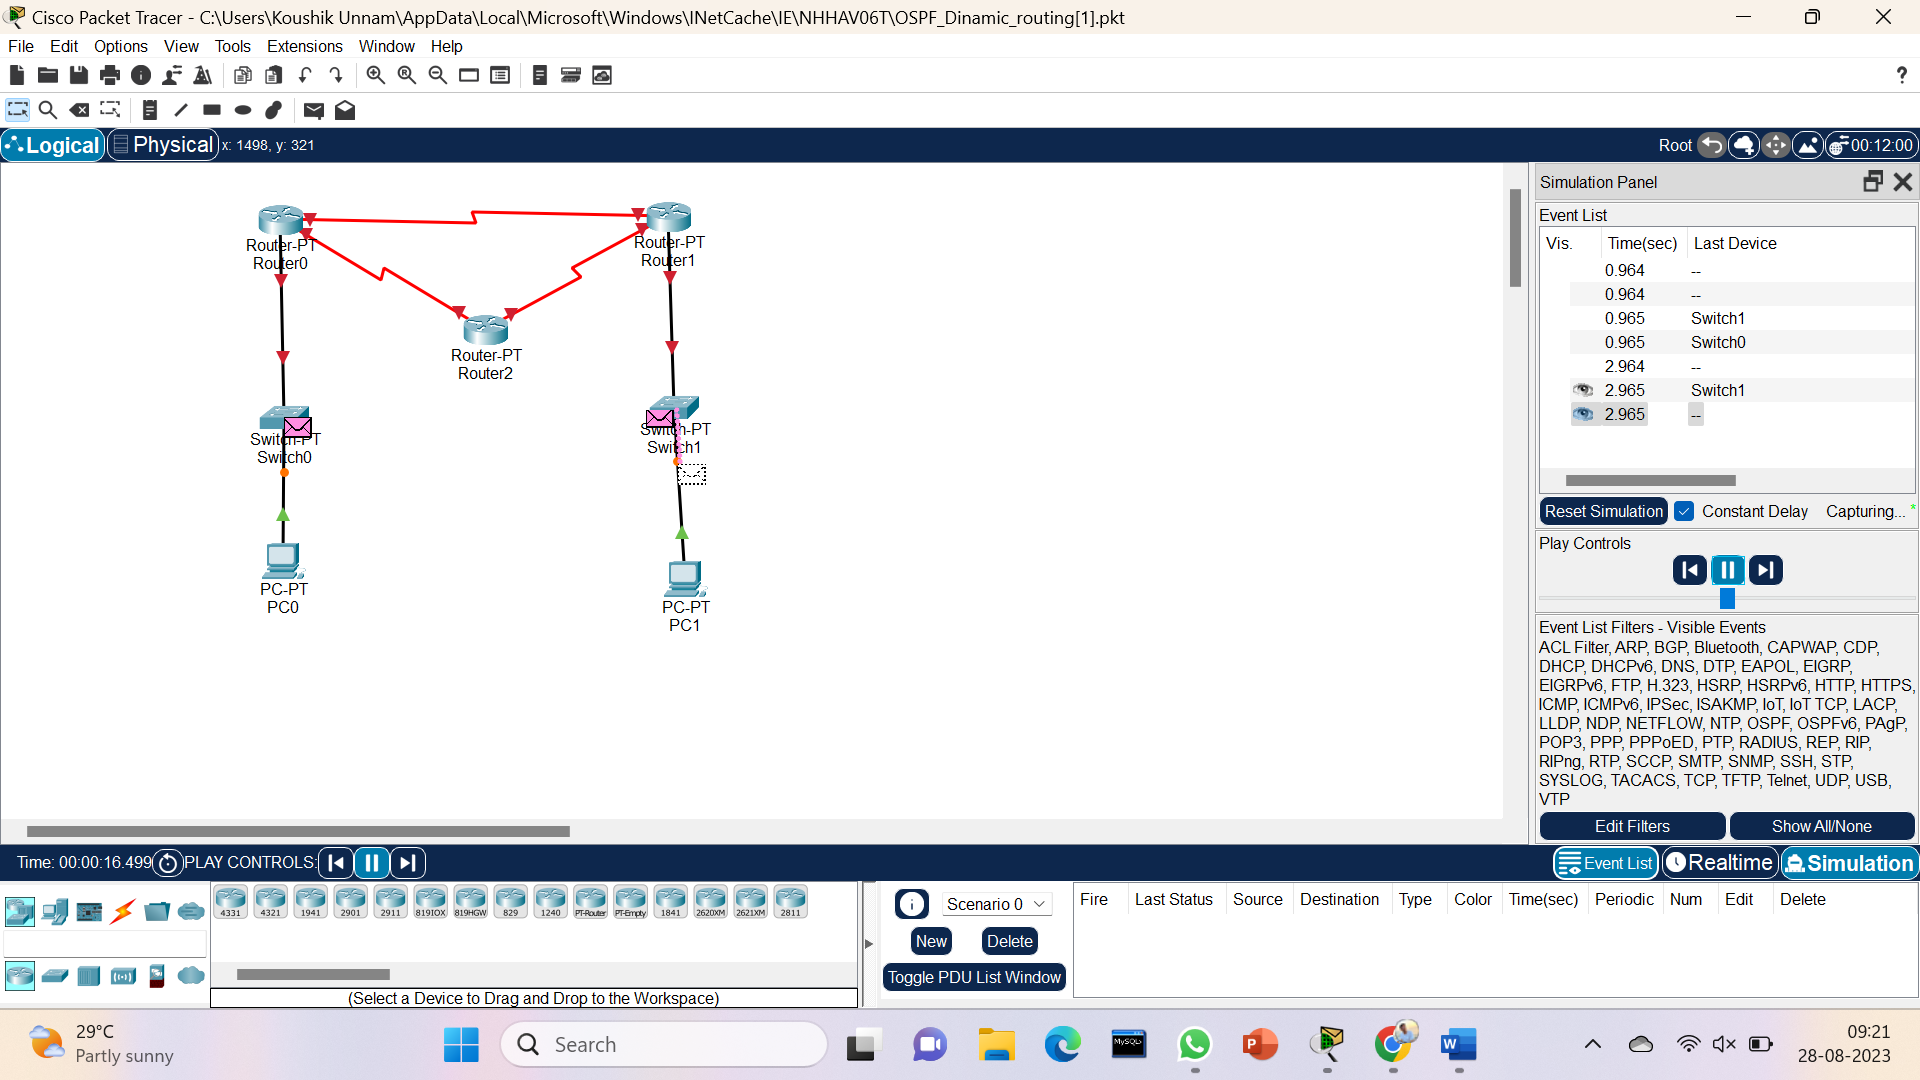 Cisco Packet Tracer - C:\Users\Koushik Unnam\AppData\Local\Microsoft\Windows\INetCache\IE\NHHAV06T\OSPF_Dinamic_routing[1].pkt
File Edit Options View Tools Extensions Window Help
?
Logical Physical x: 1498, y: 321
Root 00:12:00
Router-PT
Router0
Router-PT
Router1
Router-PT
Router2
Switch-PT
Switch0
Switch-PT
Switch1
PC-PT
PC0
PC-PT
PC1
Simulation Panel
Event List
Vis. Time(sec) Last Device
0.964 --
0.964 --
0.965 Switch1
0.965 Switch0
2.964 --
2.965 Switch1
2.965 --
Reset Simulation Constant Delay Capturing... *
Play Controls
Event List Filters - Visible Events
ACL Filter, ARP, BGP, Bluetooth, CAPWAP, CDP,
DHCP, DHCPv6, DNS, DTP, EAPOL, EIGRP,
EIGRPv6, FTP, H.323, HSRP, HSRPv6, HTTP, HTTPS,
ICMP, ICMPv6, IPSec, ISAKMP, IoT, IoT TCP, LACP,
LLDP, NDP, NETFLOW, NTP, OSPF, OSPFv6, PAgP,
POP3, PPP, PPPoED, PTP, RADIUS, REP, RIP,
RIPng, RTP, SCCP, SMTP, SNMP, SSH, STP,
SYSLOG, TACACS, TCP, TFTP, Telnet, UDP, USB,
VTP
Edit Filters Show All/None
Time: 00:00:16.499 PLAY CONTROLS:
Event List Realtime Simulation
4331 4321 1941 2901 2911 819IOX 819HGW 829 1240 PT-Router PT-Empty 1841 2620XM 2621XM 2811
(Select a Device to Drag and Drop to the Workspace)
Scenario 0
New Delete
Toggle PDU List Window
Fire Last Status Source Destination Type Color Time(sec) Periodic Num Edit Delete
29°C
Partly sunny
Search
MySQL
P
W
09:21
28-08-2023